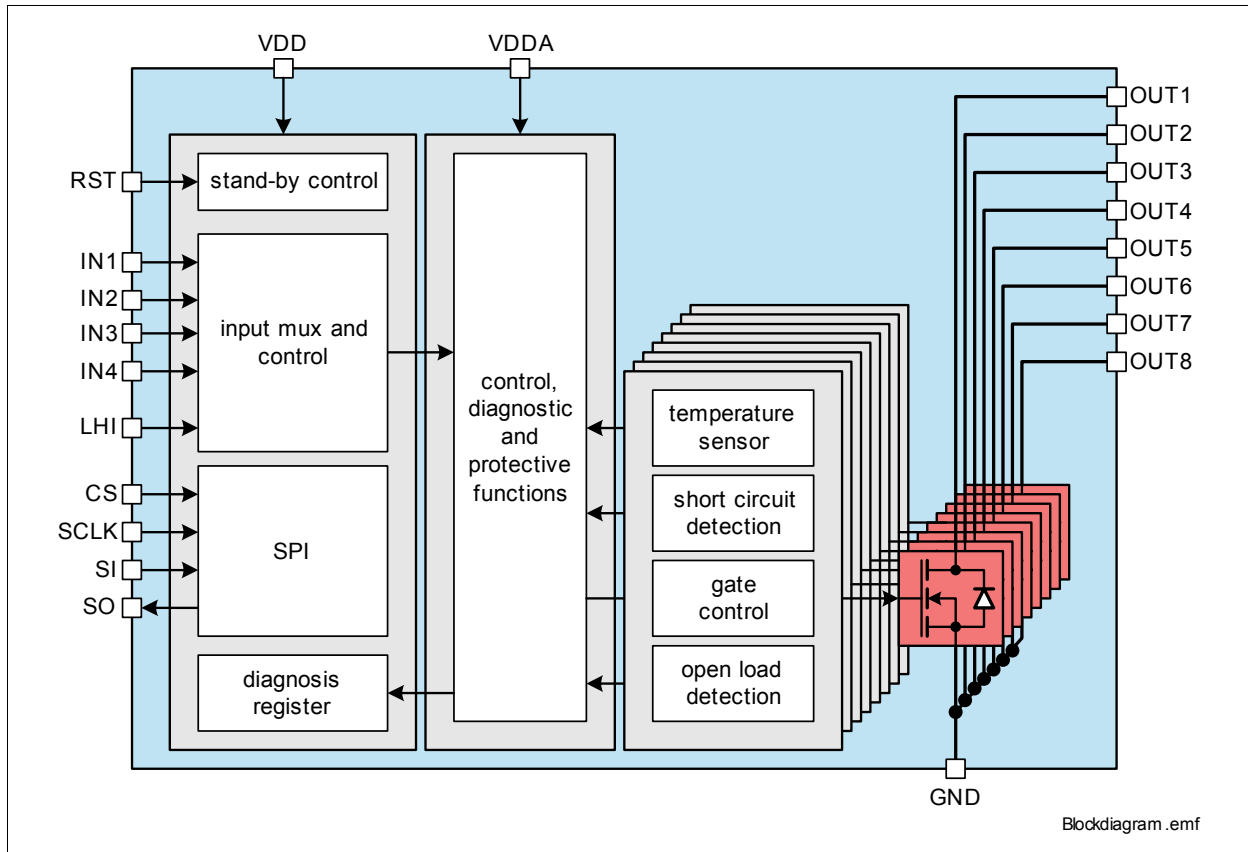 VDD
VDDA
OUT1
OUT2
OUT3
OUT4
OUT5
OUT6
OUT7
OUT8
RST
IN1
IN2
IN3
IN4
LHI
CS
SCLK
SI
SO
stand-by control
input mux and
control
SPI
diagnosis
register
control,
diagnostic
and
protective
functions
temperature
sensor
short circuit
detection
gate
control
open load
detection
GND
Blockdiagram.emf